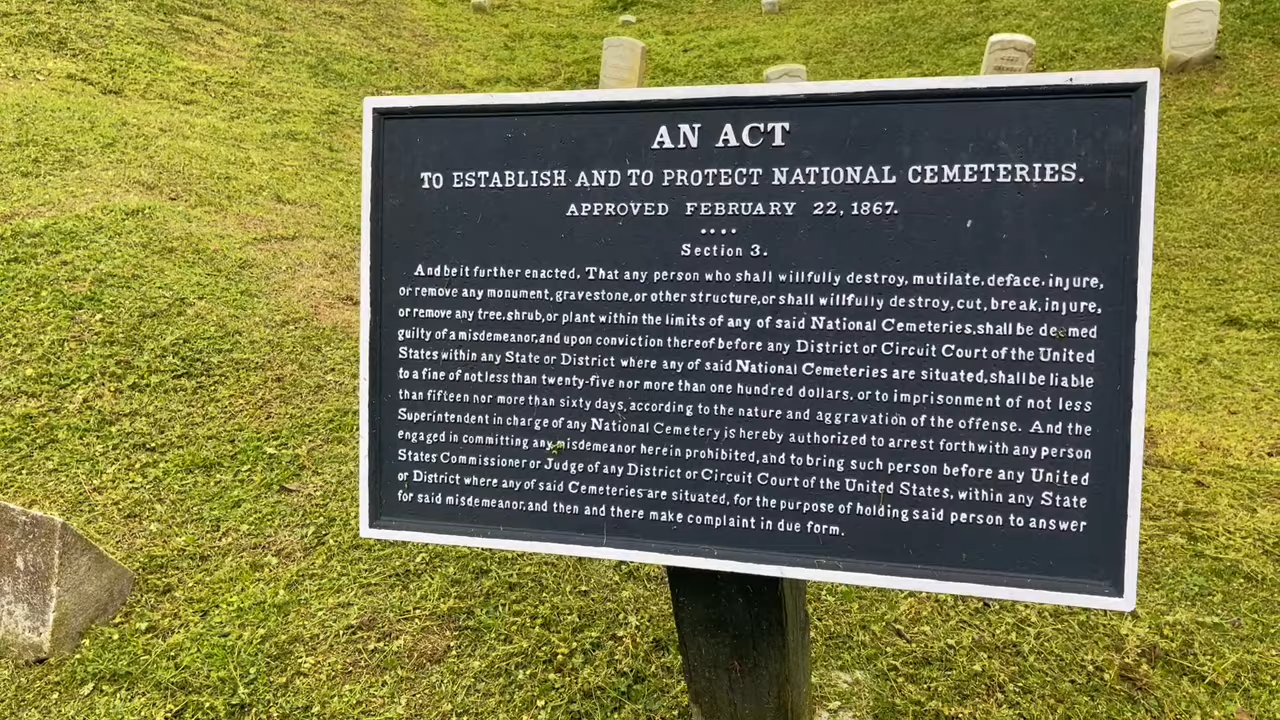 AN ACT
TO ESTABLISH AND TO PROTECT NATIONAL CEMETERIES.
APPROVED FEBRUARY 22, 1867.
....
Section 3.
And be it further enacted, That any person who shall willfully destroy, mutilate, deface, injure,
or remove any monument, gravestone, or other structure, or shall willfully destroy, cut, break, injure,
or remove any tree, shrub, or plant within the limits of any of said National Cemeteries, shall be deemed
guilty of a misdemeanor, and upon conviction thereof before any District or Circuit Court of the United
States within any State or District where any of said National Cemeteries are situated, shall be liable
to a fine of not less than twenty-five nor more than one hundred dollars, or to imprisonment of not less
than fifteen nor more than sixty days, according to the nature and aggravation of the offense. And the
Superintendent in charge of any National Cemetery is hereby authorized to arrest forthwith any person
engaged in committing any misdemeanor herein prohibited, and to bring such person before any United
States Commissioner or Judge of any District or Circuit Court of the United States, within any State
or District where any of said Cemeteries are situated, for the purpose of holding said person to answer
for said misdemeanor, and then and there make complaint in due form.